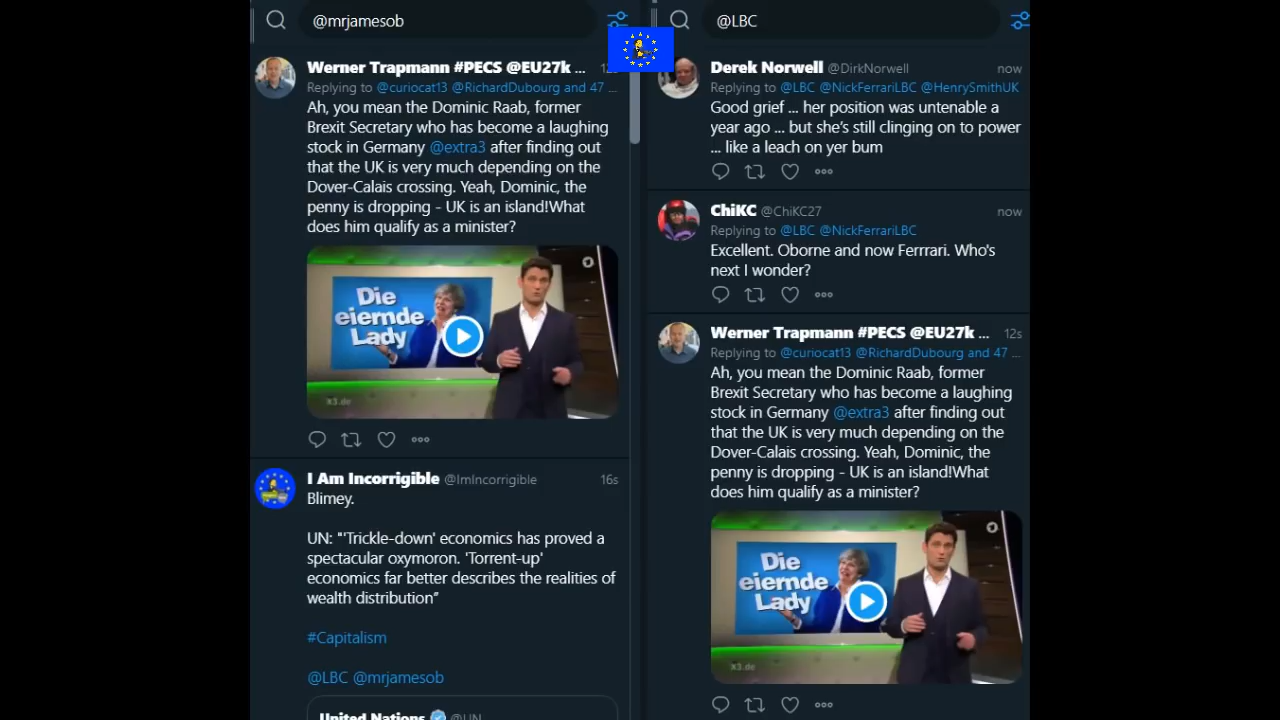 @mrjamesob
Werner Trapmann #PECS @EU27k ...
Replying to @curiocat13 @RichardDubourg and 47 ...
Ah, you mean the Dominic Raab, former
Brexit Secretary who has become a laughing
stock in Germany @extra3 after finding out
that the UK is very much depending on the
Dover-Calais crossing. Yeah, Dominic, the
penny is dropping - UK is an island!What
does him qualify as a minister?
Die
eiernde
Lady
X3.de
I Am Incorrigible @ImIncorrigible 16s
Blimey.
UN: "'Trickle-down' economics has proved a
spectacular oxymoron. 'Torrent-up'
economics far better describes the realities of
wealth distribution”
#Capitalism
@LBC @mrjamesob
United Nations @UN
@LBC
Derek Norwell @DirkNorwell now
Replying to @LBC @NickFerrariLBC @HenrySmithUK
Good grief ... her position was untenable a
year ago ... but she's still clinging on to power
... like a leach on yer bum
ChiKC @ChiKC27 now
Replying to @LBC @NickFerrariLBC
Excellent. Oborne and now Ferrrari. Who's
next I wonder?
Werner Trapmann #PECS @EU27k ... 12s
Replying to @curiocat13 @RichardDubourg and 47 ...
Ah, you mean the Dominic Raab, former
Brexit Secretary who has become a laughing
stock in Germany @extra3 after finding out
that the UK is very much depending on the
Dover-Calais crossing. Yeah, Dominic, the
penny is dropping - UK is an island!What
does him qualify as a minister?
Die
eiernde
Lady
X3.de